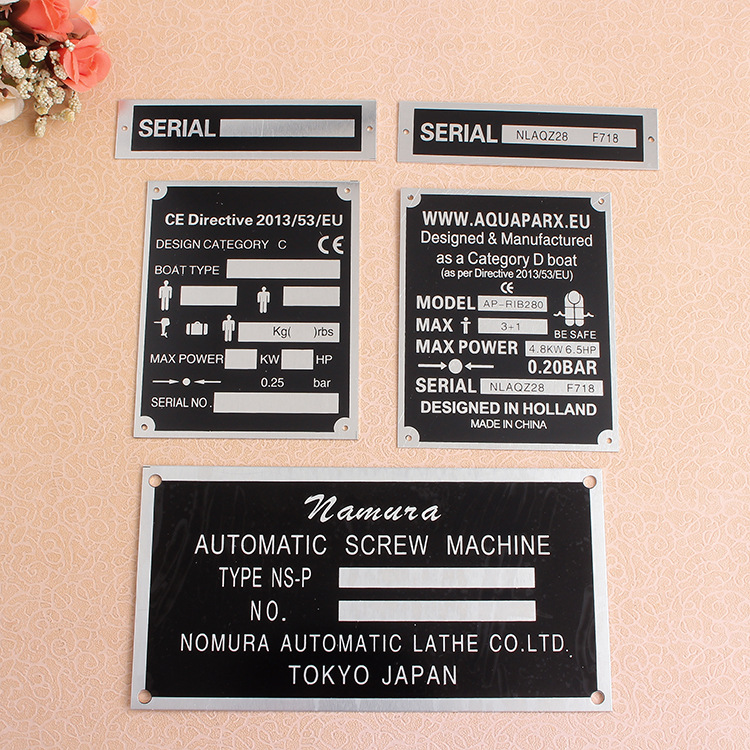 SERIAL
SERIAL NLAQZ28 F718
CE Directive 2013/53/EU
DESIGN CATEGORY C CE
BOAT TYPE
Kg( )rbs
MAX POWER KW HP
0.25 bar
SERIAL NO.
WWW.AQUAPARX.EU
Designed & Manufactured
as a Category D boat
(as per Directive 2013/53/EU)
CE
MODEL AP-RIB280
MAX 3+1
BE SAFE
MAX POWER 4.8KW 6.5HP
0.20BAR
SERIAL NLAQZ28 F718
DESIGNED IN HOLLAND
MADE IN CHINA
Namura
AUTOMATIC SCREW MACHINE
TYPE NS-P
NO.
NOMURA AUTOMATIC LATHE CO.LTD.
TOKYO JAPAN